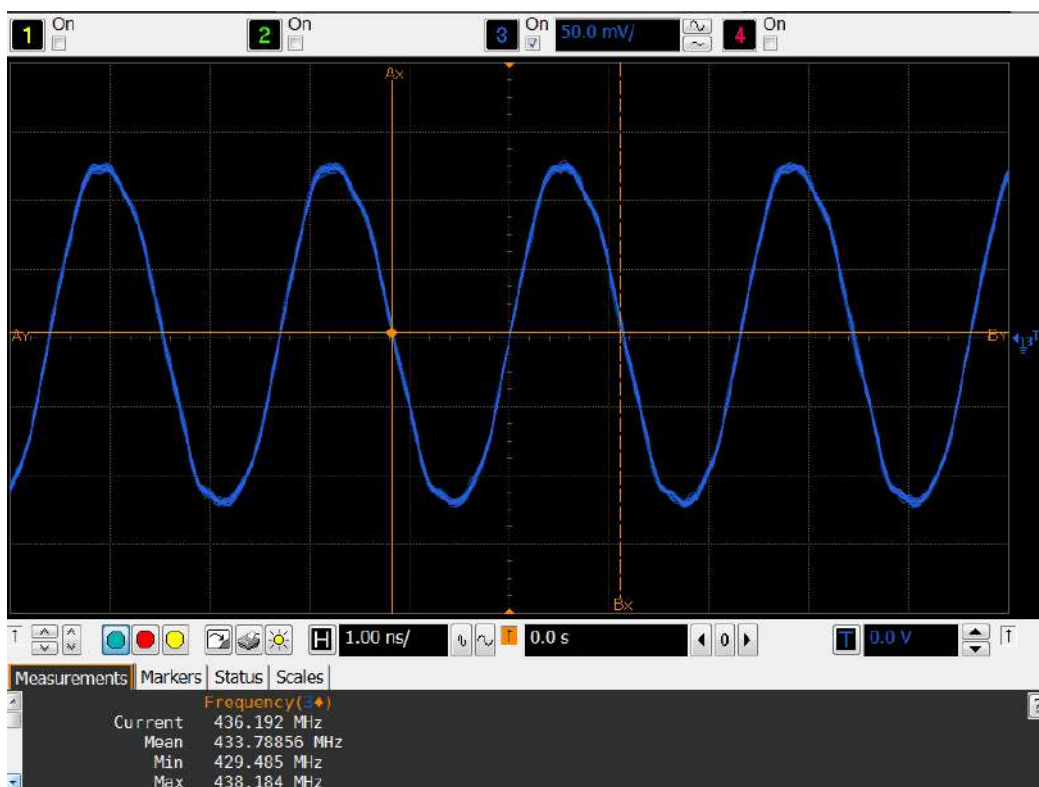 1 On 2 On 3 On 50.0 mV/ 4 On
Ax
AY BY
Bx
H 1.00 ns/ T 0.0 s 0 T 0.0 V T
Measurements Markers Status Scales
Frequency(3♦)
Current 436.192 MHz
Mean 433.78856 MHz
Min 429.485 MHz
Max 438.184 MHz